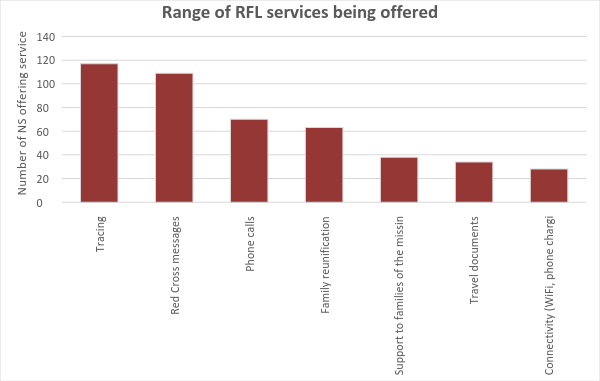 Range of RFL services being offered
Number of NS offering service
140
120
100
80
60
40
20
0
Tracing
Red Cross messages
Phone calls
Family reunification
Support to families of the missin
Travel documents
Connectivity (WiFi, phone chargi